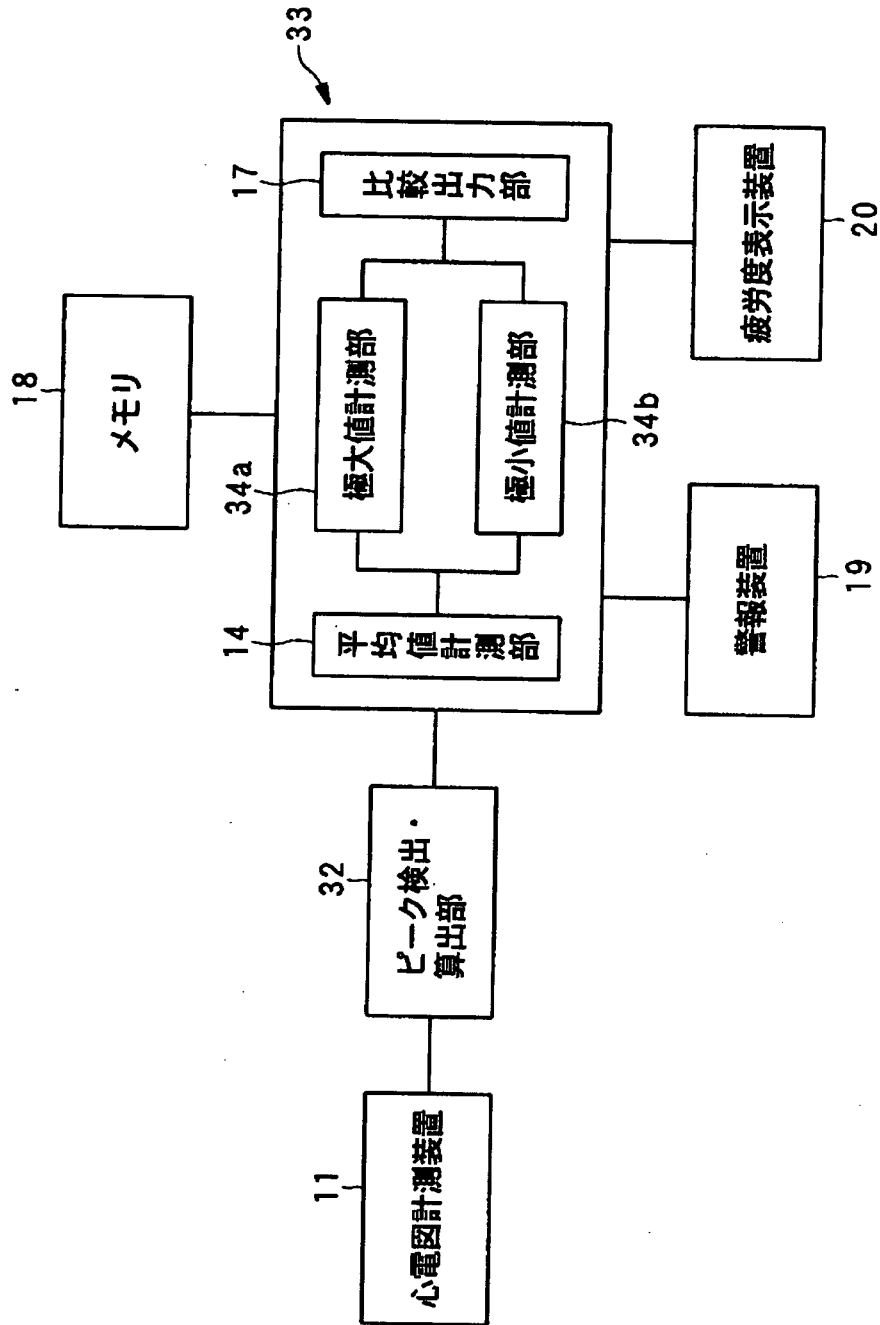 11
心電図計測装置
32
ピーク検出・
算出部
33
14
平均値計測部
34a
極大値計測部
34b
極小値計測部
17
比較出力部
18
メモリ
19
警報装置
20
疲労度表示装置